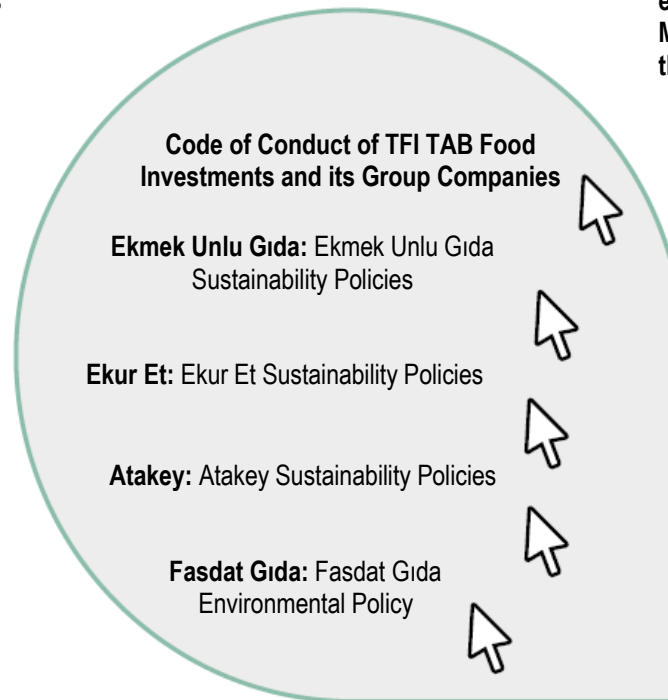 Code of Conduct of TFI TAB Food
Investments and its Group Companies
Ekmek Unlu Gıda: Ekmek Unlu Gıda
Sustainability Policies
Ekur Et: Ekur Et Sustainability Policies
Atakey: Atakey Sustainability Policies
Fasdat Gıda: Fasdat Gıda
Environmental Policy